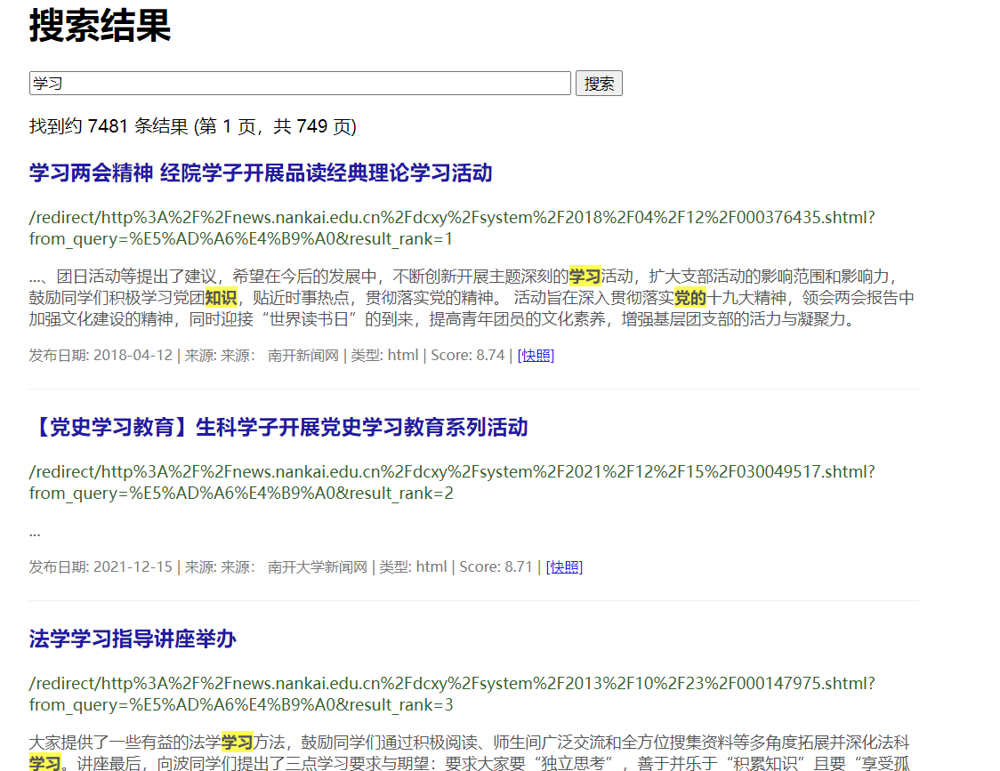 搜索结果
学习 搜索
找到约 7481 条结果 (第 1 页，共 749 页)
学习两会精神 经院学子开展品读经典理论学习活动
/redirect/http%3A%2F%2Fnews.nankai.edu.cn%2Fdcxy%2Fsystem%2F2018%2F04%2F12%2F000376435.shtml?
from_query=%E5%AD%A6%E4%B9%A0&result_rank=1
...、团日活动等提出了建议，希望在今后的发展中，不断创新开展主题深刻的学习活动，扩大支部活动的影响范围和影响力，
鼓励同学们积极学习党团知识，贴近时事热点，贯彻落实党的精神。 活动旨在深入贯彻落实党的十九大精神，领会两会报告中
加强文化建设的精神，同时迎接“世界读书日”的到来，提高青年团员的文化素养，增强基层团支部的活力与凝聚力。
发布日期: 2018-04-12 | 来源: 来源： 南开新闻网 | 类型: html | Score: 8.74 | [快照]
【党史学习教育】生科学子开展党史学习教育系列活动
/redirect/http%3A%2F%2Fnews.nankai.edu.cn%2Fdcxy%2Fsystem%2F2021%2F12%2F15%2F030049517.shtml?
from_query=%E5%AD%A6%E4%B9%A0&result_rank=2
...
发布日期: 2021-12-15 | 来源: 来源： 南开大学新闻网 | 类型: html | Score: 8.71 | [快照]
法学学习指导讲座举办
/redirect/http%3A%2F%2Fnews.nankai.edu.cn%2Fdcxy%2Fsystem%2F2013%2F10%2F23%2F000147975.shtml?
from_query=%E5%AD%A6%E4%B9%A0&result_rank=3
大家提供了一些有益的法学学习方法，鼓励同学们通过积极阅读、师生间广泛交流和全方位搜集资料等多角度拓展并深化法科
学习。讲座最后，向波同学们提出了三点学习要求与期望：要求大家要“独立思考”，善于并乐于“积累知识”且要“享受孤